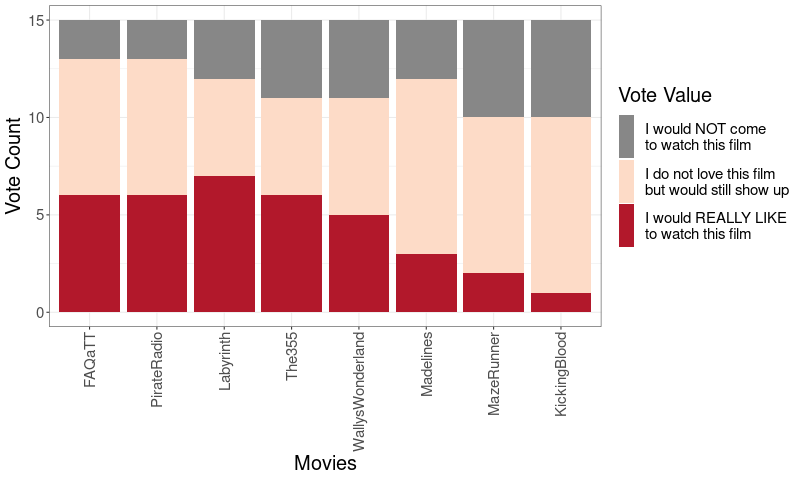 15
10
5
0
Vote Count
FAQaTT
PirateRadio
Labyrinth
The355
WallysWonderland
Madelines
MazeRunner
KickingBlood
Movies
Vote Value
I would NOT come
to watch this film
I do not love this film
but would still show up
I would REALLY LIKE
to watch this film